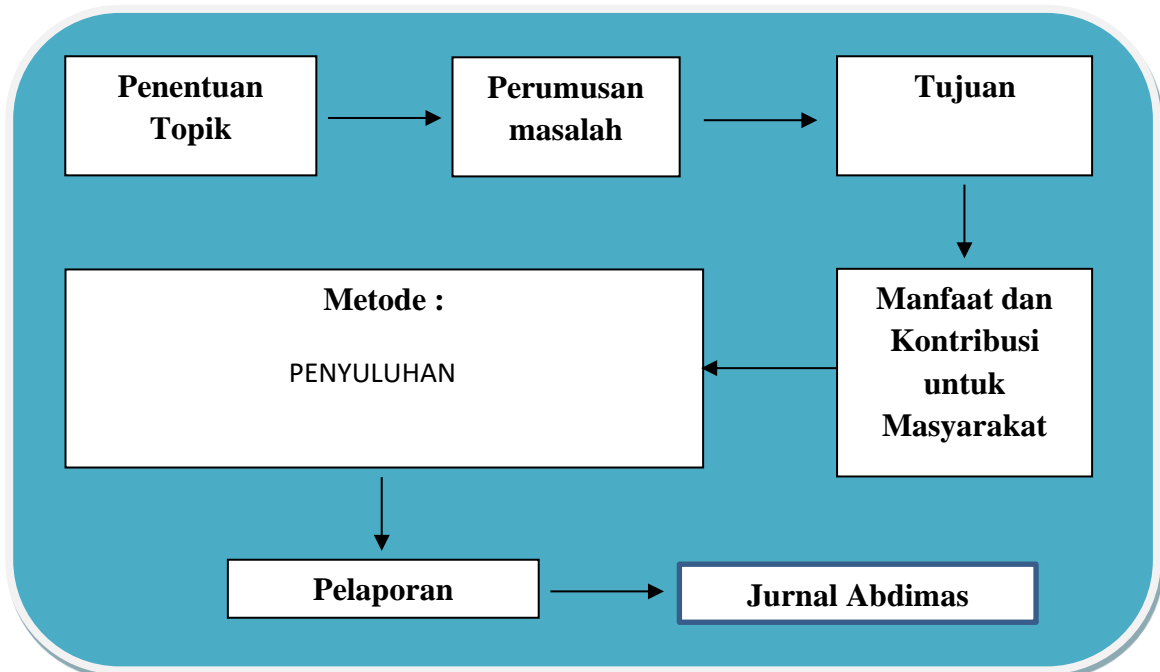 Penentuan
Topik
Perumusan
masalah
Tujuan
Manfaat dan
Kontribusi
untuk
Masyarakat
Metode :
PENYULUHAN
Pelaporan
Jurnal Abdimas